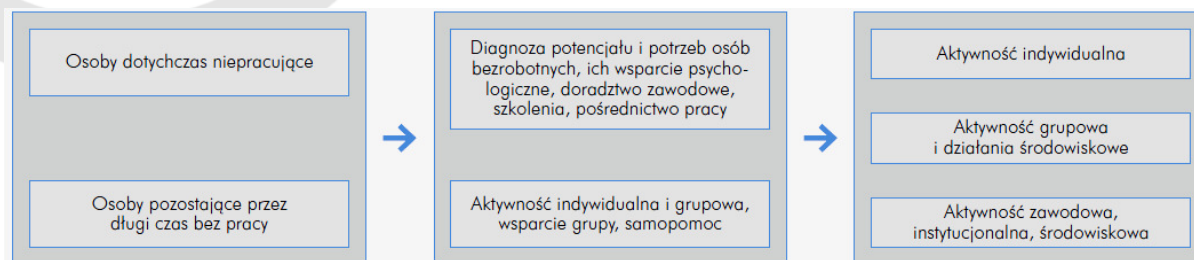 Osoby dotychczas niepracujące
Osoby pozostające przez
długi czas bez pracy
Diagnoza potencjału i potrzeb osób
bezrobotnych, ich wsparcie psycho-
logiczne, doradztwo zawodowe,
szkolenia, pośrednictwo pracy
Aktywność indywidualna i grupowa,
wsparcie grupy, samopomoc
Aktywność indywidualna
Aktywność grupowa
i działania środowiskowe
Aktywność zawodowa,
instytucjonalna, środowiskowa